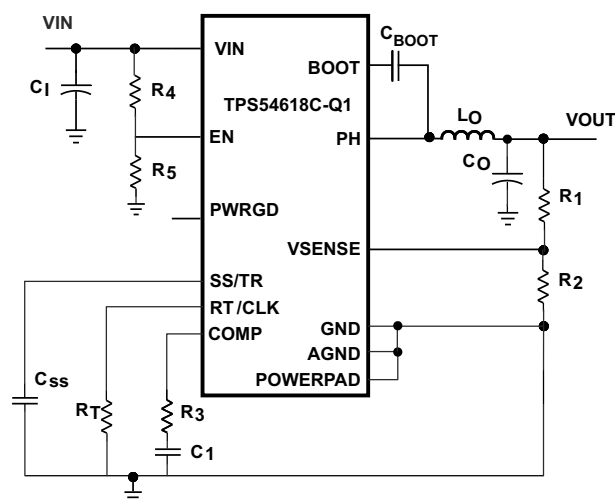 VIN
VIN
CBOOT
BOOT
CI
R4
TPS54618C-Q1
LO
VOUT
EN
PH
CO
R5
R1
PWRGD
VSENSE
SS/TR
R2
RT/CLK
GND
COMP
AGND
Css
POWERPAD
RT
R3
C1